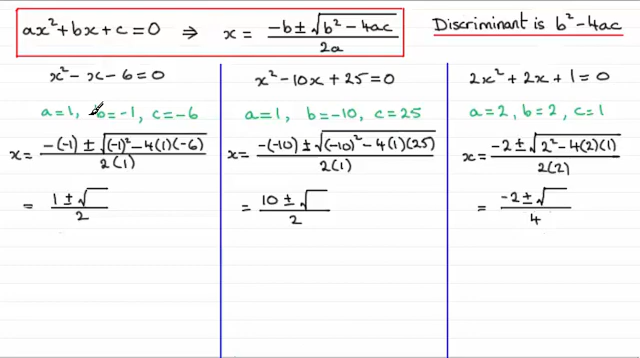 ax² + bx + c = 0 ⇒ x = (-b ± √(b² - 4ac)) / 2a
Discriminant is b² - 4ac
x² - x - 6 = 0
a = 1, b = -1, c = -6
x = (-(-1) ± √((-1)² - 4(1)(-6))) / 2(1)
= (1 ± √ ) / 2
x² - 10x + 25 = 0
a = 1, b = -10, c = 25
x = (-(-10) ± √((-10)² - 4(1)(25))) / 2(1)
= (10 ± √ ) / 2
2x² + 2x + 1 = 0
a = 2, b = 2, c = 1
x = (-2 ± √(2² - 4(2)(1))) / 2(2)
= (-2 ± √ ) / 4